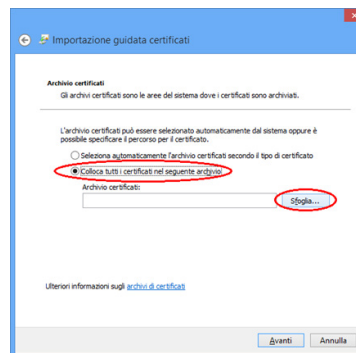 Importazione guidata certificati
Archivio certificati
Gli archivi certificati sono le aree del sistema dove i certificati sono archiviati.
L'archivio certificati può essere selezionato automaticamente dal sistema oppure è
possibile specificare il percorso per il certificato.
Seleziona automaticamente l'archivio certificati secondo il tipo di certificato
Colloca tutti i certificati nel seguente archivio
Archivio certificati:
Sfoglia...
Ulteriori informazioni sugli archivi di certificati
Avanti Annulla